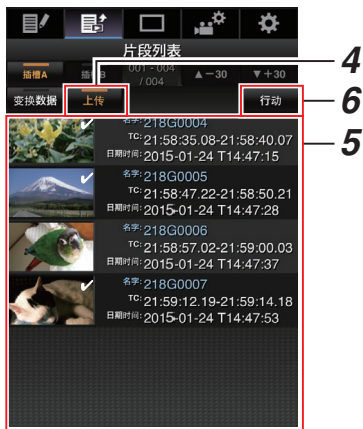 片段列表
插槽A
插槽B
001 - 004
/ 004
▲－30
▼＋30
变换数据
上传
行动
名字: 218G0004
TC: 21:58:35.08-21:58:40.07
日期时间: 2015-01-24 T14:47:15
名字: 218G0005
TC: 21:58:47.22-21:58:50.21
日期时间: 2015-01-24 T14:47:28
名字: 218G0006
TC: 21:58:57.02-21:59:00.03
日期时间: 2015-01-24 T14:47:37
名字: 218G0007
TC: 21:59:12.19-21:59:14.18
日期时间: 2015-01-24 T14:47:53
4
6
5